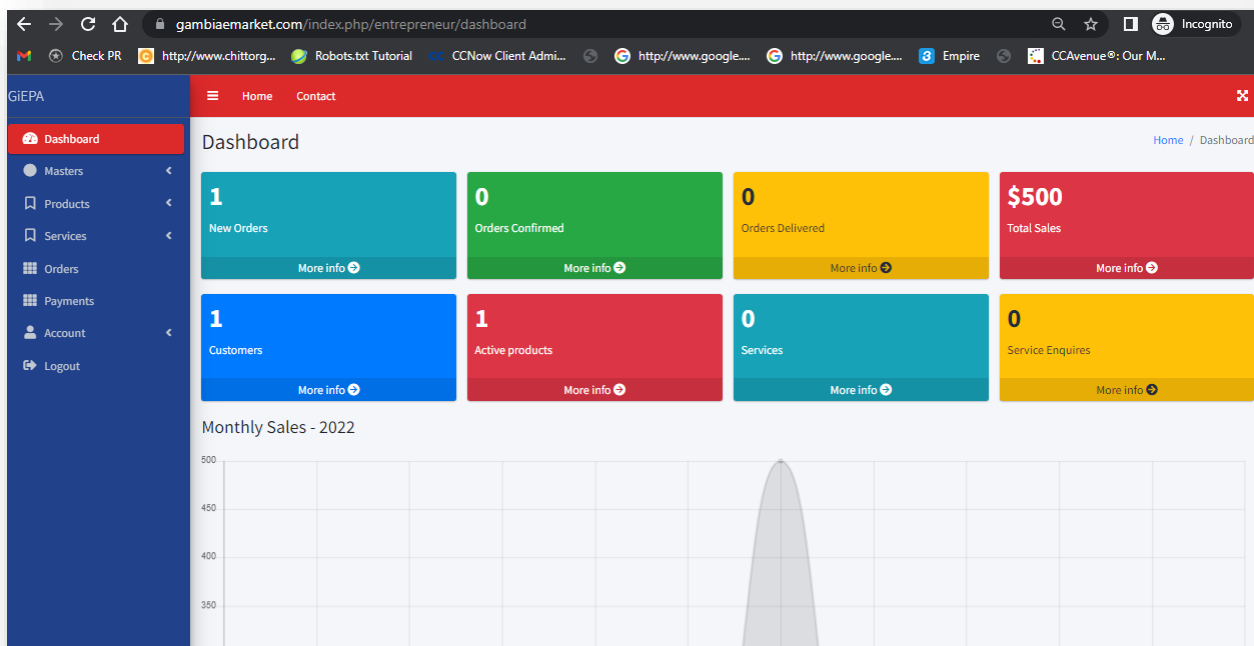 gambiaemarket.com/index.php/entrepreneur/dashboard
Incognito
Check PR
http://www.chittorg...
Robots.txt Tutorial
CCNow Client Admi...
http://www.google....
http://www.google....
Empire
CCAvenue®: Our M...
GiEPA
Home
Contact
Dashboard
Masters
Products
Services
Orders
Payments
Account
Logout
Dashboard
Home / Dashboard
1
New Orders
More info
0
Orders Confirmed
More info
0
Orders Delivered
More info
$500
Total Sales
More info
1
Customers
More info
1
Active products
More info
0
Services
More info
0
Service Enquires
More info
Monthly Sales - 2022
500
450
400
350